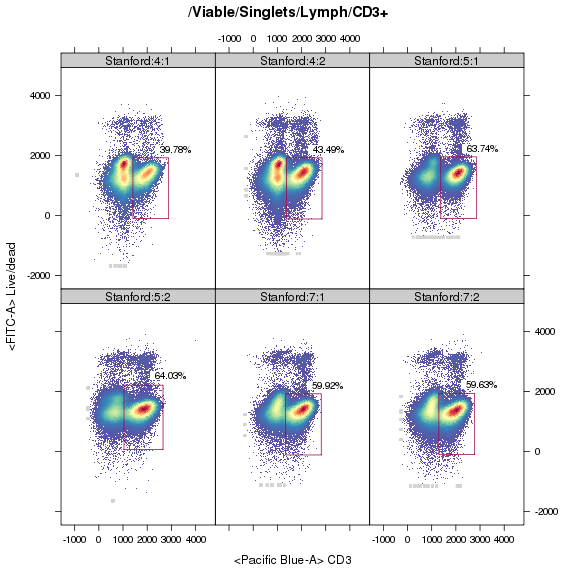 /Viable/Singlets/Lymph/CD3+
-1000 0 1000 2000 3000 4000
Stanford:4:1 Stanford:4:2 Stanford:5:1
4000
2000
0
-2000
39.78% 43.49% 63.74%
Stanford:5:2 Stanford:7:1 Stanford:7:2
64.03% 59.92% 59.63%
4000
2000
0
-2000
-1000 0 1000 2000 3000 4000 -1000 0 1000 2000 3000 4000
<FITC-A> Live/dead
<Pacific Blue-A> CD3